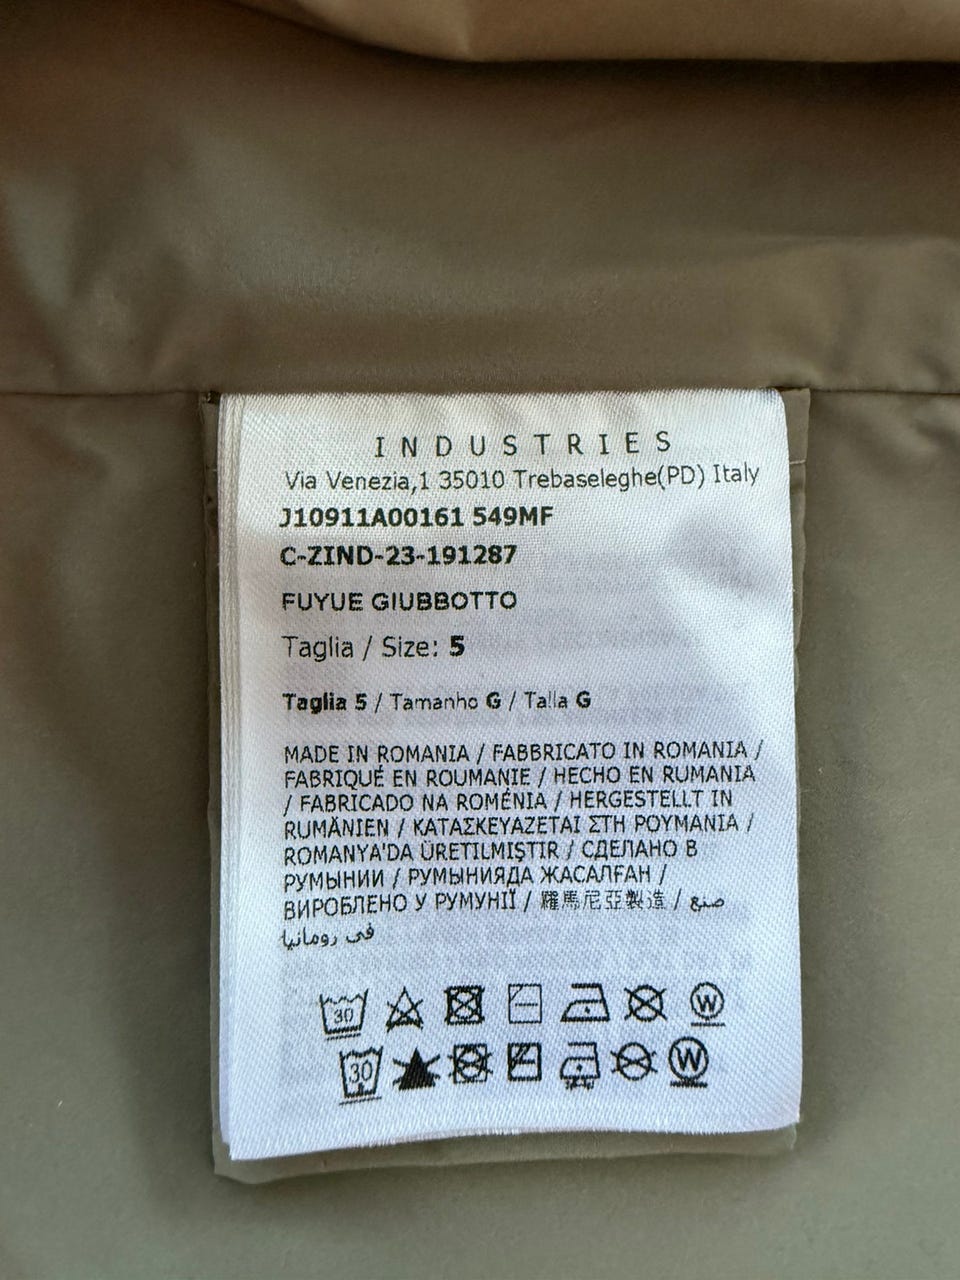 INDUSTRIES
Via Venezia,1 35010 Trebaseleghe(PD) Italy
J10911A00161 549MF
C-ZIND-23-191287
FUYUE GIUBBOTTO
Taglia / Size: 5
Taglia 5 / Tamanho G / Talla G
MADE IN ROMANIA / FABBRICATO IN ROMANIA /
FABRIQUÉ EN ROUMANIE / HECHO EN RUMANIA
/ FABRICADO NA ROMÉNIA / HERGESTELLT IN
RUMÄNIEN / ΚΑΤΑΣΚΕΥΑΖΕΤΑΙ ΣΤΗ ΡΟΥΜΑΝΙΑ /
ROMANYA'DA ÜRETILMIŞTIR / СДЕЛАНО В
РУМЫНИИ / РУМЫНИЯДА ЖАСАЛҒАН /
ВИРОБЛЕНО У РУМУНІЇ / 羅馬尼亞製造 / صنع
في رومانيا
30 W
30 W